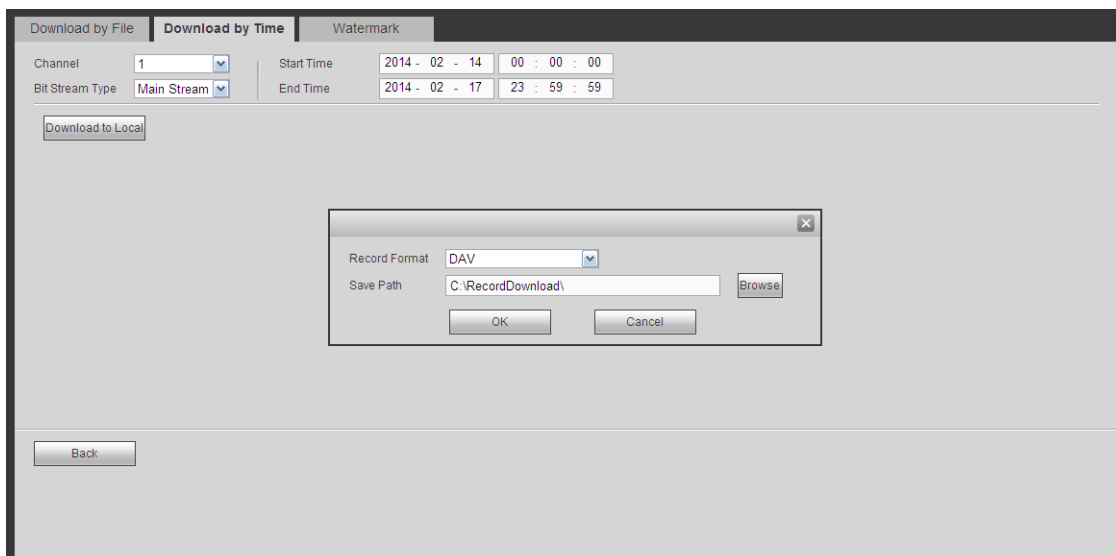 Download by File Download by Time Watermark
Channel 1 Start Time 2014 - 02 - 14 00 : 00 : 00
Bit Stream Type Main Stream End Time 2014 - 02 - 17 23 : 59 : 59
Download to Local
Record Format DAV
Save Path C:\RecordDownload\ Browse
OK Cancel
Back